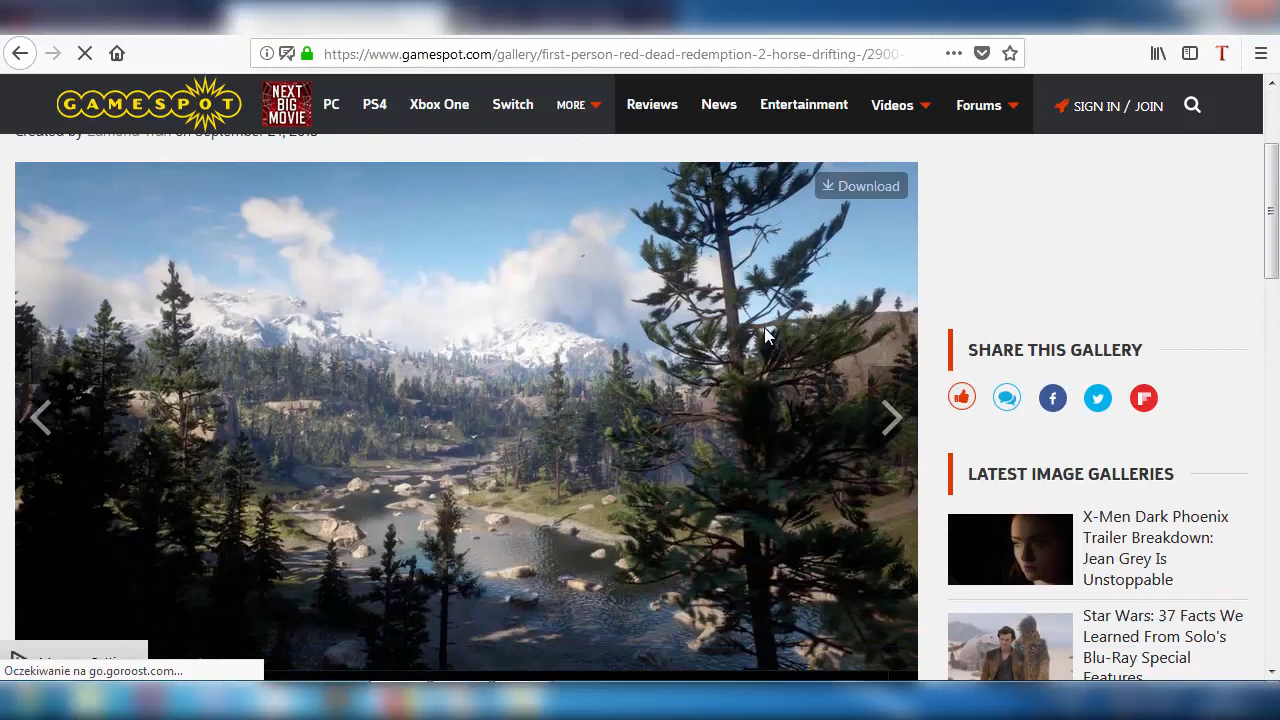 https://www.gamespot.com/gallery/first-person-red-dead-redemption-2-horse-drifting-/2900-
GAMESPOT
NEXT
BIG
MOVIE
PC
PS4
Xbox One
Switch
MORE
Reviews
News
Entertainment
Videos
Forums
SIGN IN / JOIN
Download
SHARE THIS GALLERY
LATEST IMAGE GALLERIES
X-Men Dark Phoenix
Trailer Breakdown:
Jean Grey Is
Unstoppable
Star Wars: 37 Facts We
Learned From Solo's
Blu-Ray Special
Features
Oczekiwanie na go.goroost.com...